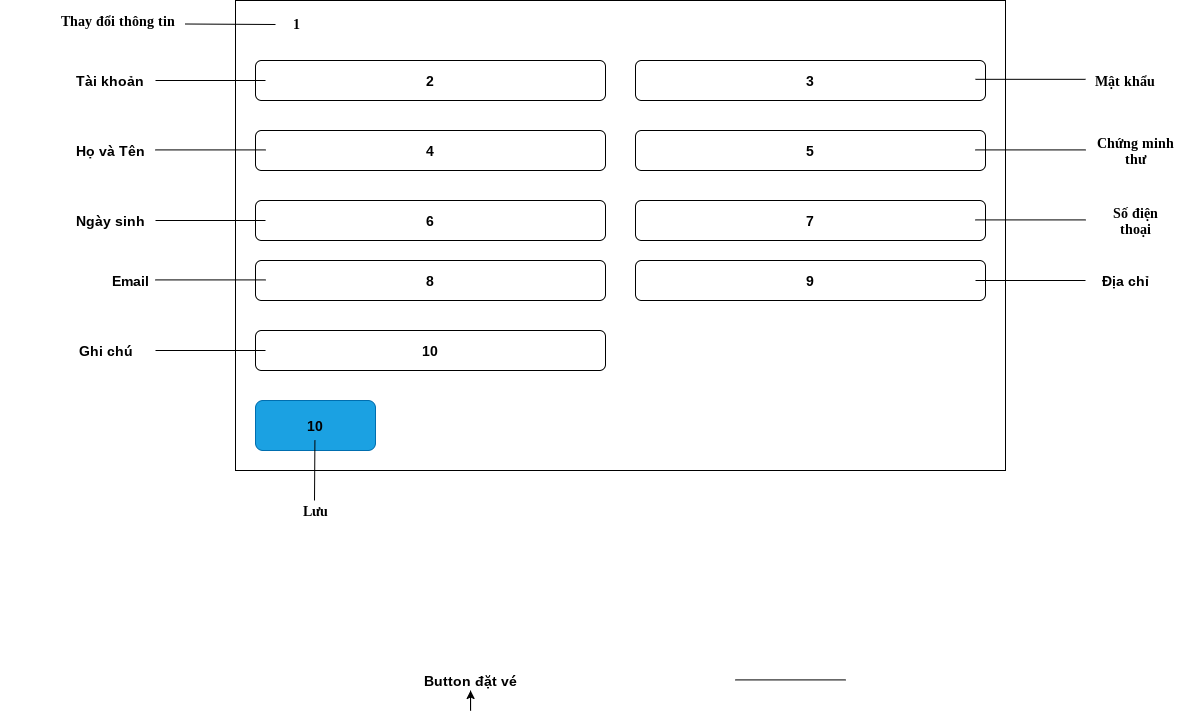 Thay đổi thông tin
1
Tài khoản
2
3
Mật khẩu
Họ và Tên
4
5
Chứng minh
thư
Ngày sinh
6
7
Số điện
thoại
Email
8
9
Địa chỉ
Ghi chú
10
10
Lưu
Button đặt vé